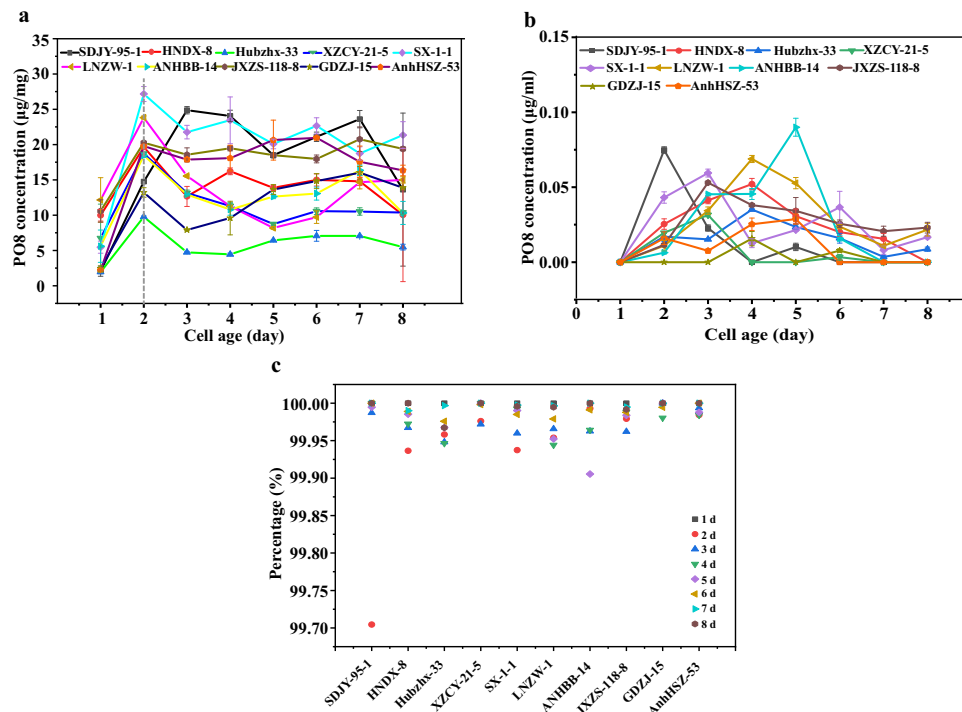 a
PO8 concentration (μg/mg)
35
30
25
20
15
10
5
0
SDJY-95-1 HNDX-8 Hubzhx-33 XZCY-21-5 SX-1-1
LNZW-1 ANHBB-14 JXZS-118-8 GDZJ-15 AnhHSZ-53
1 2 3 4 5 6 7 8
Cell age (day)
b
PO8 concentration (μg/ml)
0.15
0.10
0.05
0.00
SDJY-95-1 HNDX-8 Hubzhx-33 XZCY-21-5
SX-1-1 LNZW-1 ANHBB-14 JXZS-118-8
GDZJ-15 AnhHSZ-53
0 1 2 3 4 5 6 7 8
Cell age (day)
c
Percentage (%)
100.00
99.95
99.90
99.85
99.80
99.75
99.70
1 d
2 d
3 d
4 d
5 d
6 d
7 d
8 d
SDJY-95-1
HNDX-8
Hubzhx-33
XZCY-21-5
SX-1-1
LNZW-1
ANHBB-14
JXZS-118-8
GDZJ-15
AnhHSZ-53